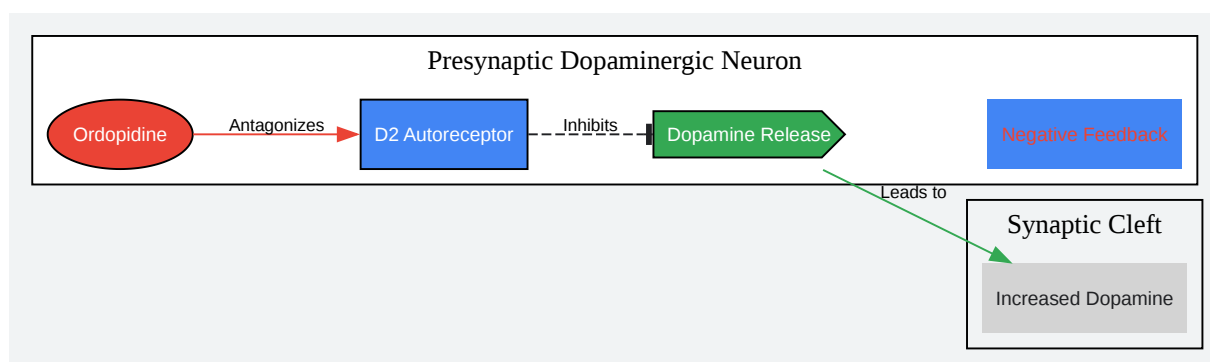 Presynaptic Dopaminergic Neuron
Ordopidine
Antagonizes
D2 Autoreceptor
Inhibits
Dopamine Release
Negative Feedback
Leads to
Synaptic Cleft
Increased Dopamine